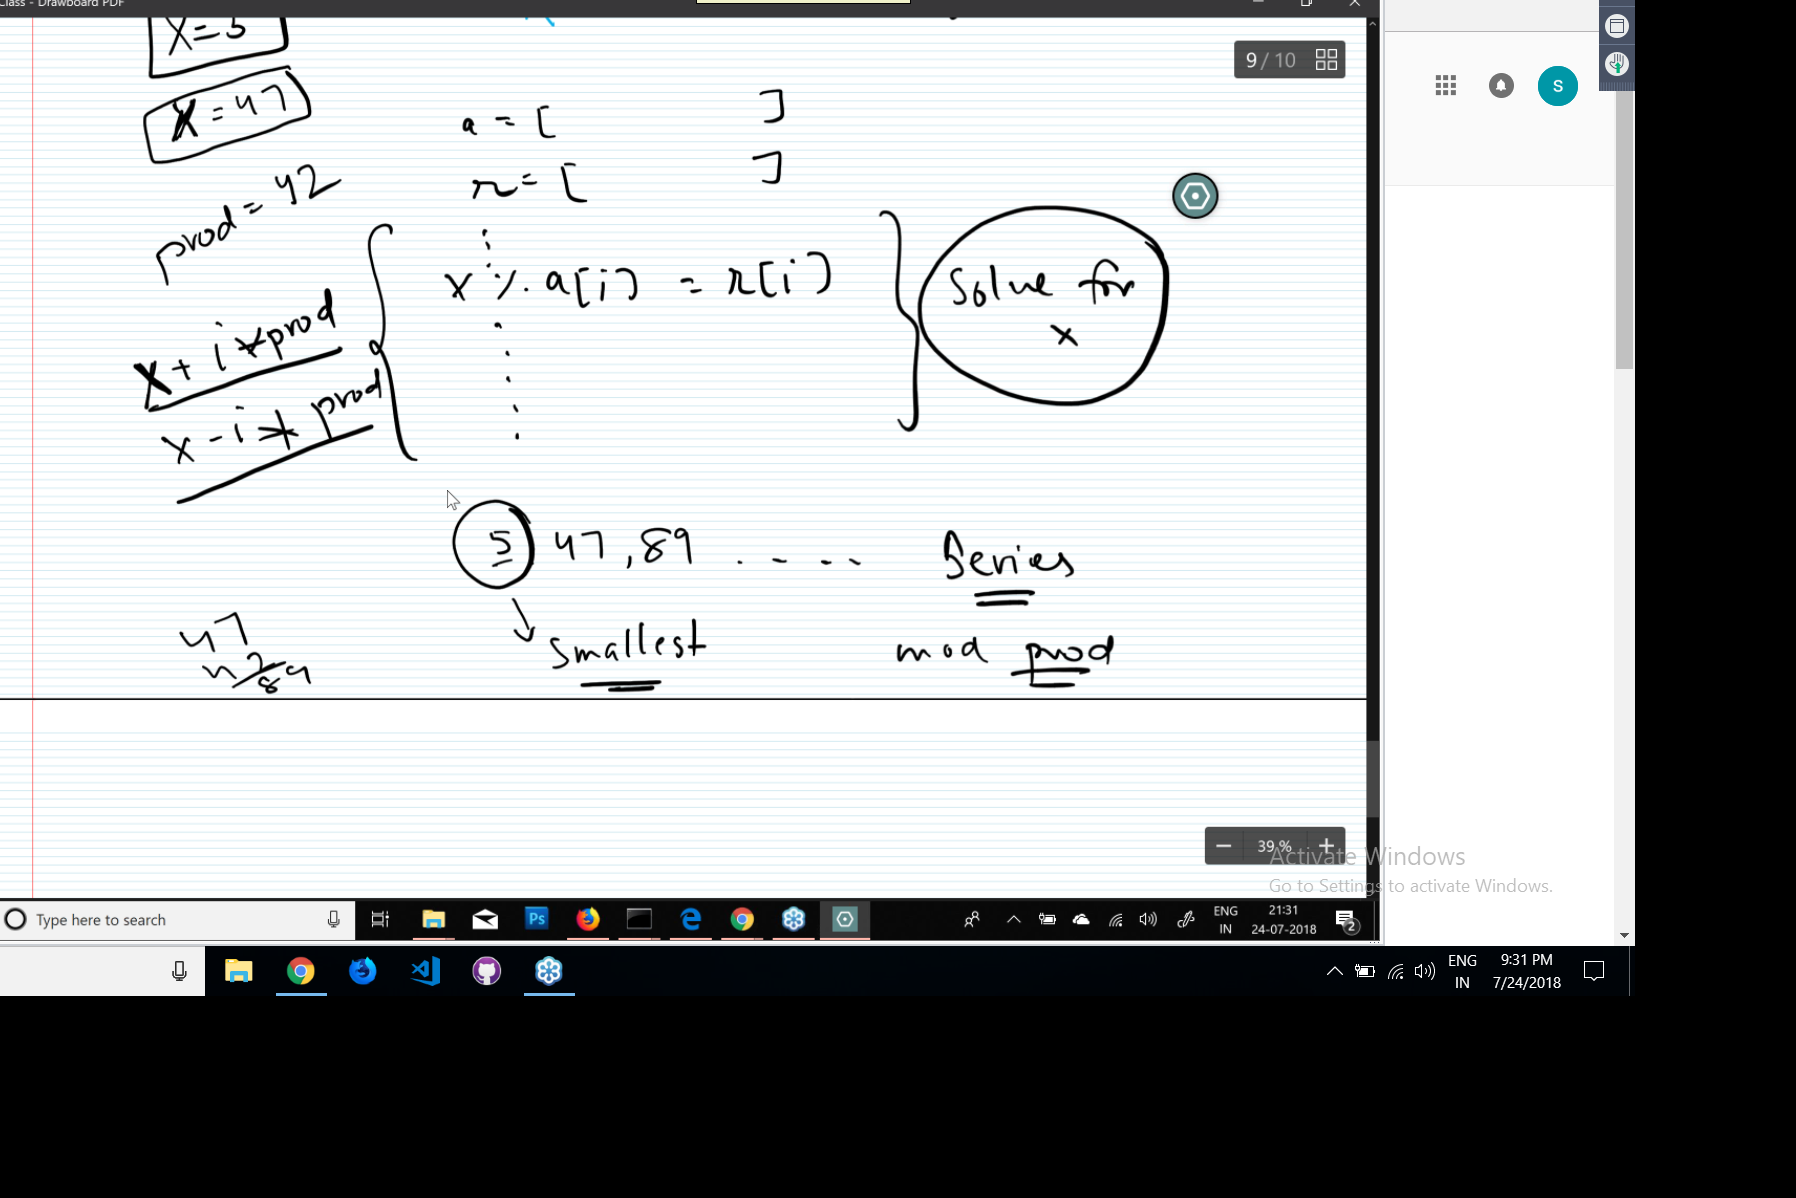 Class - Drawboard PDF
x=5
x=47
9 / 10
S
a = [ ]
r = [ ]
prod = 42
x % a[i] = r[i]
Solve for
x
x + i * prod
x - i * prod
5 47, 89 . - - . . Series
Smallest mod prod
47
42
89
39 %
Activate Windows
Go to Settings to activate Windows.
Type here to search
Ps
ENG
IN
21:31
24-07-2018
2
ENG
IN
9:31 PM
7/24/2018